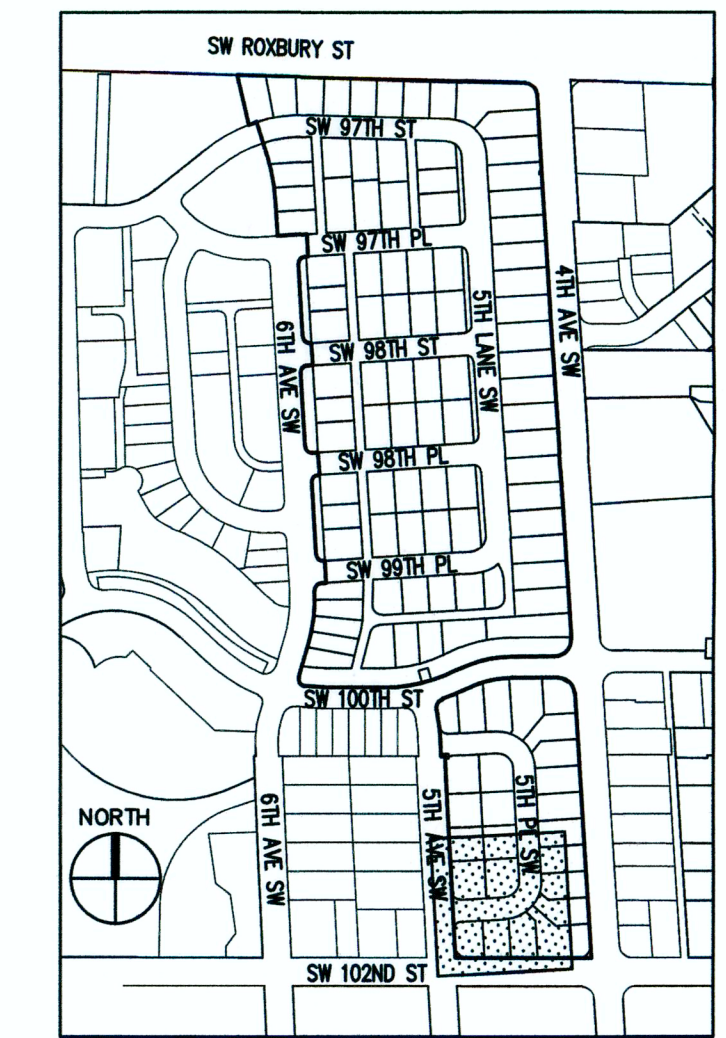 SW ROXBURY ST
SW 97TH ST
SW 97TH PL
4TH AVE SW
5TH LANE SW
6TH AVE SW
SW 98TH ST
SW 98TH PL
SW 99TH PL
SW 100TH ST
5TH PL SW
5TH AVE SW
6TH AVE SW
NORTH
SW 102ND ST